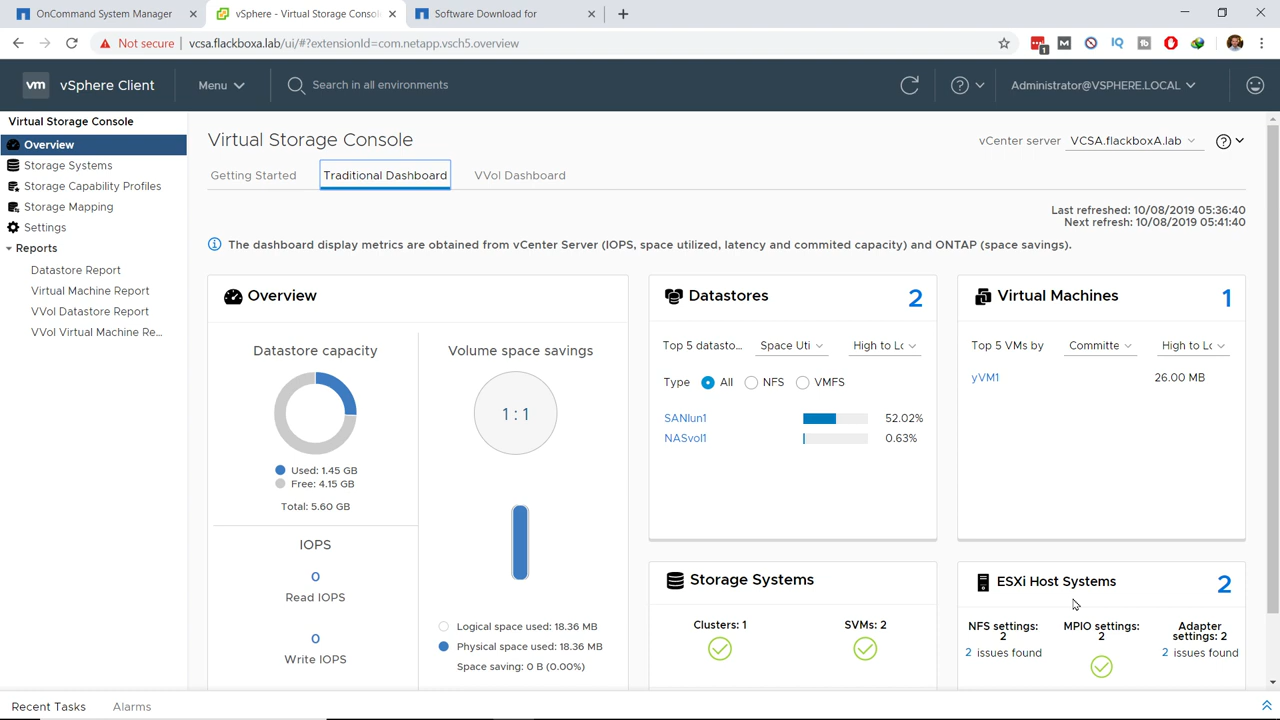 OnCommand System Manager
vSphere - Virtual Storage Conso
Software Download for
Not secure
vcsa.flackboxa.lab/ui/#?extensionId=com.netapp.vsch5.overview
1
M
IQ
tb
vm
vSphere Client
Menu
Search in all environments
Administrator@VSPHERE.LOCAL
Virtual Storage Console
Overview
Storage Systems
Storage Capability Profiles
Storage Mapping
Settings
Reports
Datastore Report
Virtual Machine Report
VVol Datastore Report
VVol Virtual Machine Re...
Virtual Storage Console
vCenter server
VCSA.flackboxA.lab
Getting Started
Traditional Dashboard
VVol Dashboard
Last refreshed: 10/08/2019 05:36:40
Next refresh: 10/08/2019 05:41:40
The dashboard display metrics are obtained from vCenter Server (IOPS, space utilized, latency and commited capacity) and ONTAP (space savings).
Overview
Datastore capacity
Used: 1.45 GB
Free: 4.15 GB
Total: 5.60 GB
IOPS
0
Read IOPS
0
Write IOPS
Volume space savings
1 : 1
Logical space used: 18.36 MB
Physical space used: 18.36 MB
Space saving: 0 B (0.00%)
Datastores
2
Top 5 datasto...
Space Uti
High to Lo
Type
All
NFS
VMFS
SANlun1
52.02%
NASvol1
0.63%
Virtual Machines
1
Top 5 VMs by
Committe
High to Lo
yVM1
26.00 MB
Storage Systems
Clusters: 1
SVMs: 2
ESXi Host Systems
2
NFS settings:
2
2 issues found
MPIO settings:
2
Adapter
settings: 2
2 issues found
Recent Tasks
Alarms